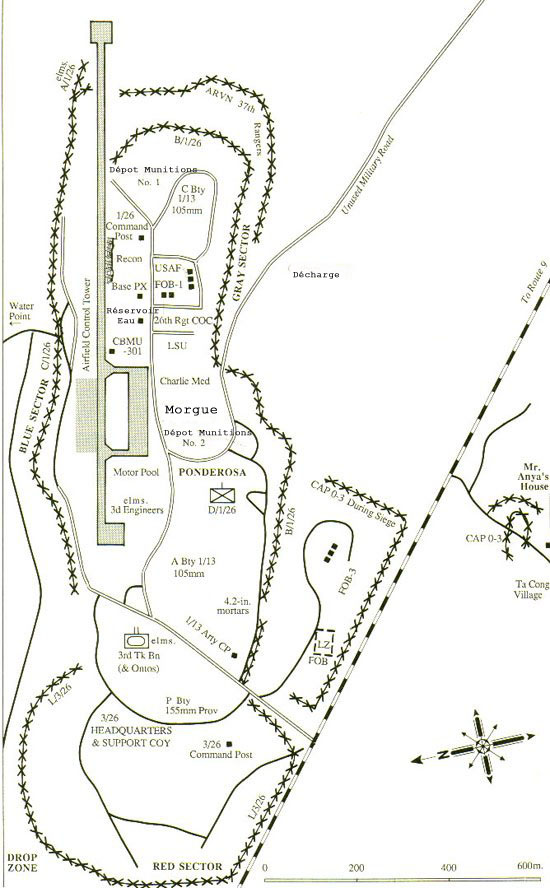 elms.
A/1/26
ARVN 37th
Rangers
B/1/26
Dépot Munitions
No. 1
C Bty
1/13
105mm
Unused Military Road
1/26
Command
Post
Recon
USAF
FOB-1
GRAY SECTOR
Décharge
Base PX
To Route 9
Water
Point
Airfield Control Tower
Réservoir
Eau
26th Rgt COC
CBMU
-301
LSU
C/1/26
BLUE SECTOR
Charlie Med
Morgue
Dépot Munitions
No. 2
Motor Pool
PONDEROSA
Mr.
Anya's
House
elms.
3d Engineers
D/1/26
B/1/26
CAP 0-3 During Siege
CAP 0-3
A Bty 1/13
105mm
FOB-3
Ta Cong
Village
4.2-in.
mortars
1/13 Arty CP
elms.
3rd Tk Bn
(& Ontos)
LZ
FOB
L/3/26
P Bty
155mm Prov
3/26
HEADQUARTERS
& SUPPORT COY
3/26
Command Post
N
L/3/26
DROP
ZONE
RED SECTOR
0
200
400
600m.